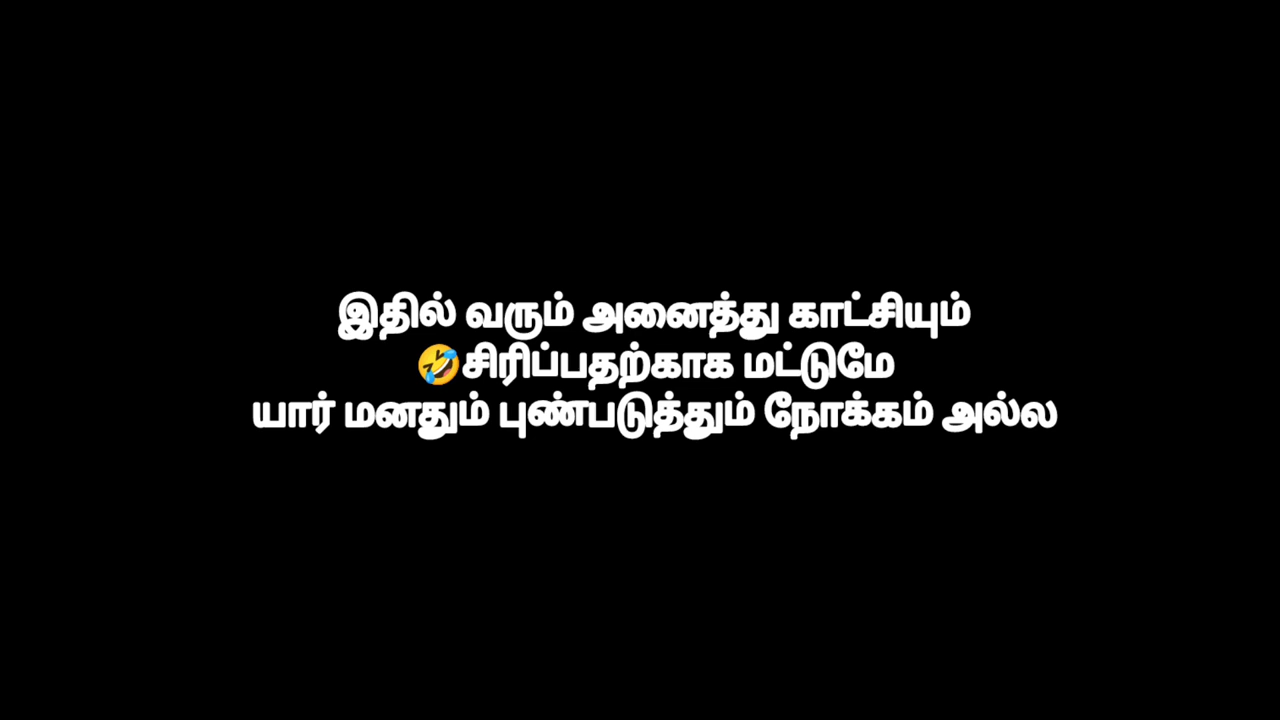 இதில் வரும் அனைத்து காட்சியும்
🤣சிரிப்பதற்காக மட்டுமே
யார் மனதும் புண்படுத்தும் நோக்கம் அல்ல